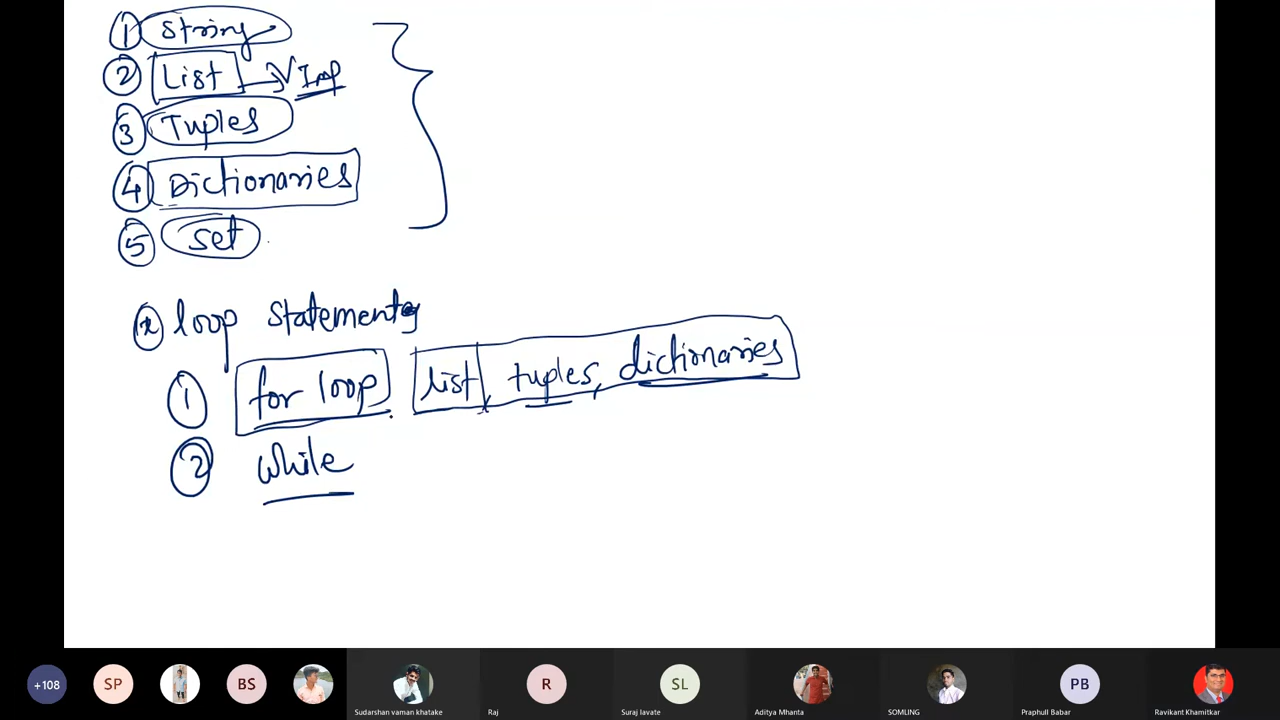 1 String
2 List → V Imp
3 Tuples
4 Dictionaries
5 set
* loop statements
1 for loop list, tuples, dictionaries
2 while
+108 SP BS
Sudarshan vaman khatake R Raj SL Suraj lavate Aditya Mhanta SOMLING PB Praphull Babar Ravikant Khamitkar